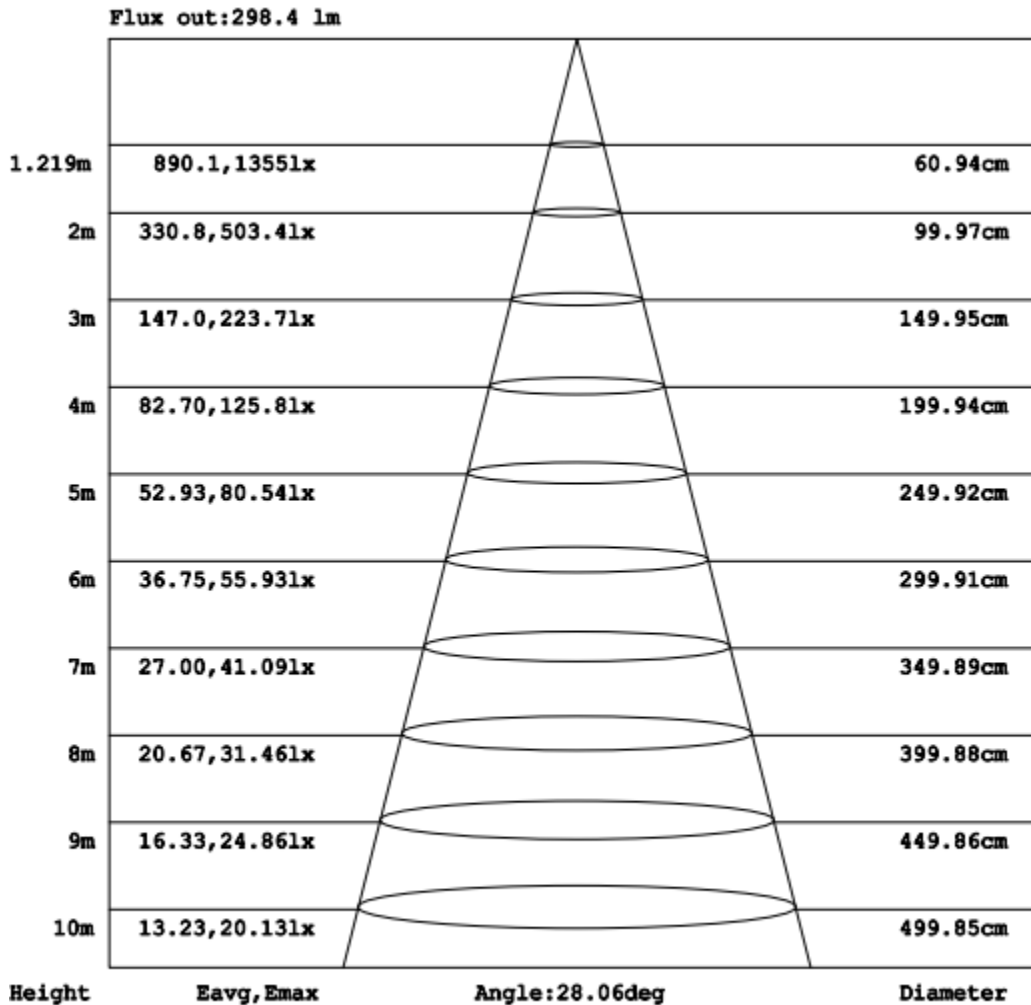 Flux out:298.4 lm
1.219m 890.1,1355lx 60.94cm
2m 330.8,503.4lx 99.97cm
3m 147.0,223.7lx 149.95cm
4m 82.70,125.8lx 199.94cm
5m 52.93,80.54lx 249.92cm
6m 36.75,55.93lx 299.91cm
7m 27.00,41.09lx 349.89cm
8m 20.67,31.46lx 399.88cm
9m 16.33,24.86lx 449.86cm
10m 13.23,20.13lx 499.85cm
Height Eavg,Emax Angle:28.06deg Diameter